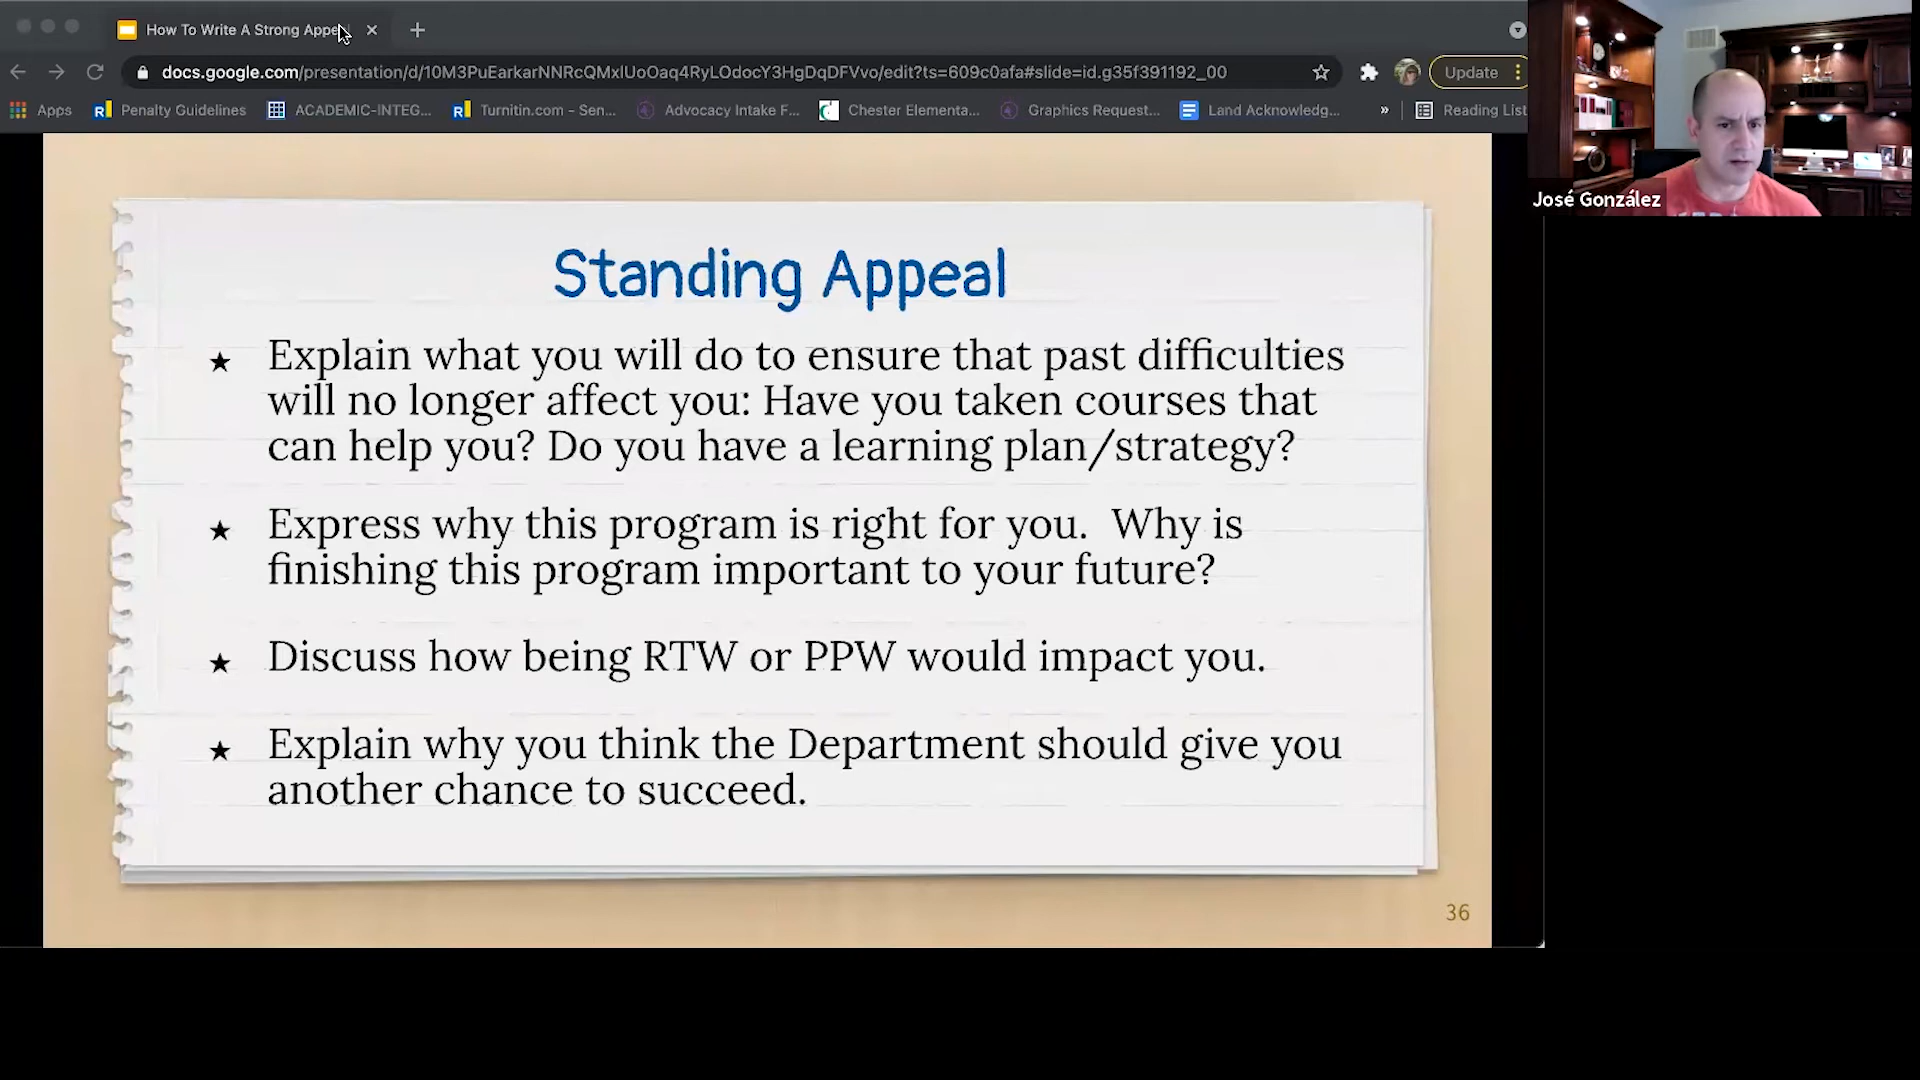 How To Write A Strong Appe
docs.google.com/presentation/d/10M3PuEarkarNNRcQMxlUoOaq4RyLOdocY3HgDqDFVvo/edit?ts=609c0afa#slide=id.g35f391192_00
Update
Apps
Penalty Guidelines
ACADEMIC-INTEG...
Turnitin.com – Sen...
Advocacy Intake F...
Chester Elementa...
Graphics Request...
Land Acknowledg...
»
Reading List
José González
Standing Appeal
★ Explain what you will do to ensure that past difficulties
will no longer affect you: Have you taken courses that
can help you? Do you have a learning plan/strategy?
★ Express why this program is right for you. Why is
finishing this program important to your future?
★ Discuss how being RTW or PPW would impact you.
★ Explain why you think the Department should give you
another chance to succeed.
36